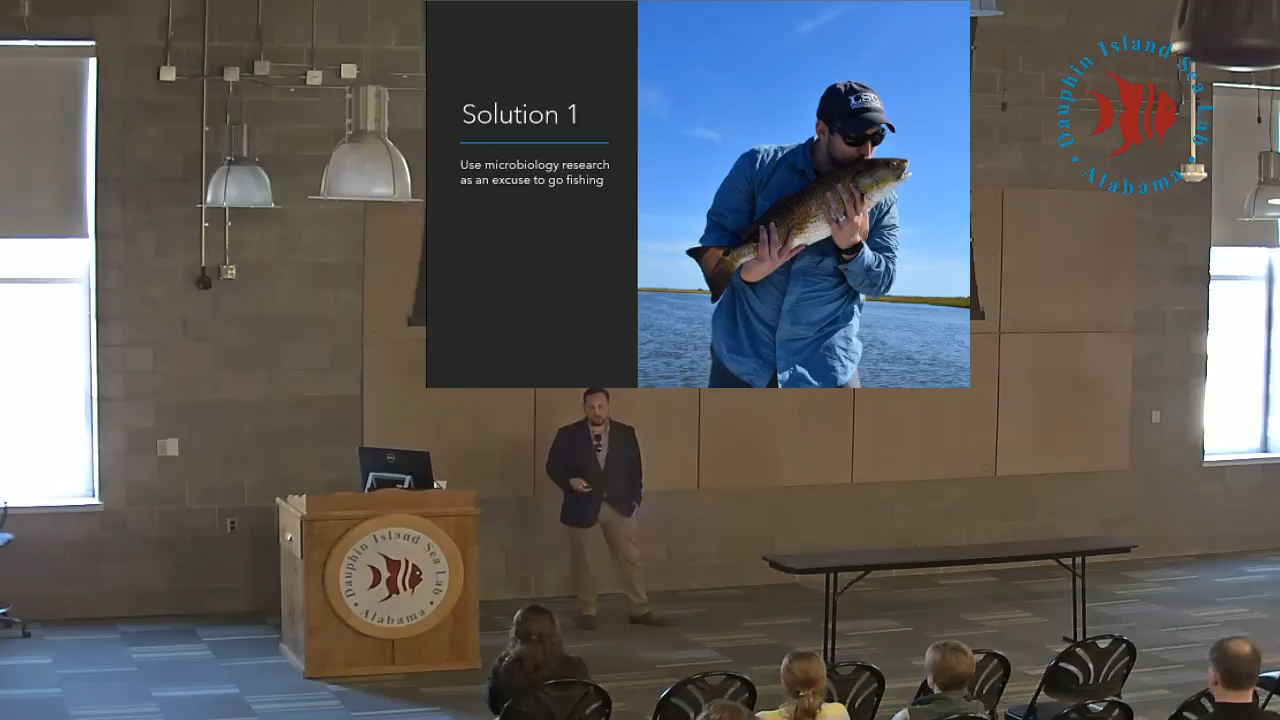 Solution 1
Use microbiology research
as an excuse to go fishing
Dauphin Island Sea Lab
• Alabama •
Dauphin Island Sea Lab
• Alabama •